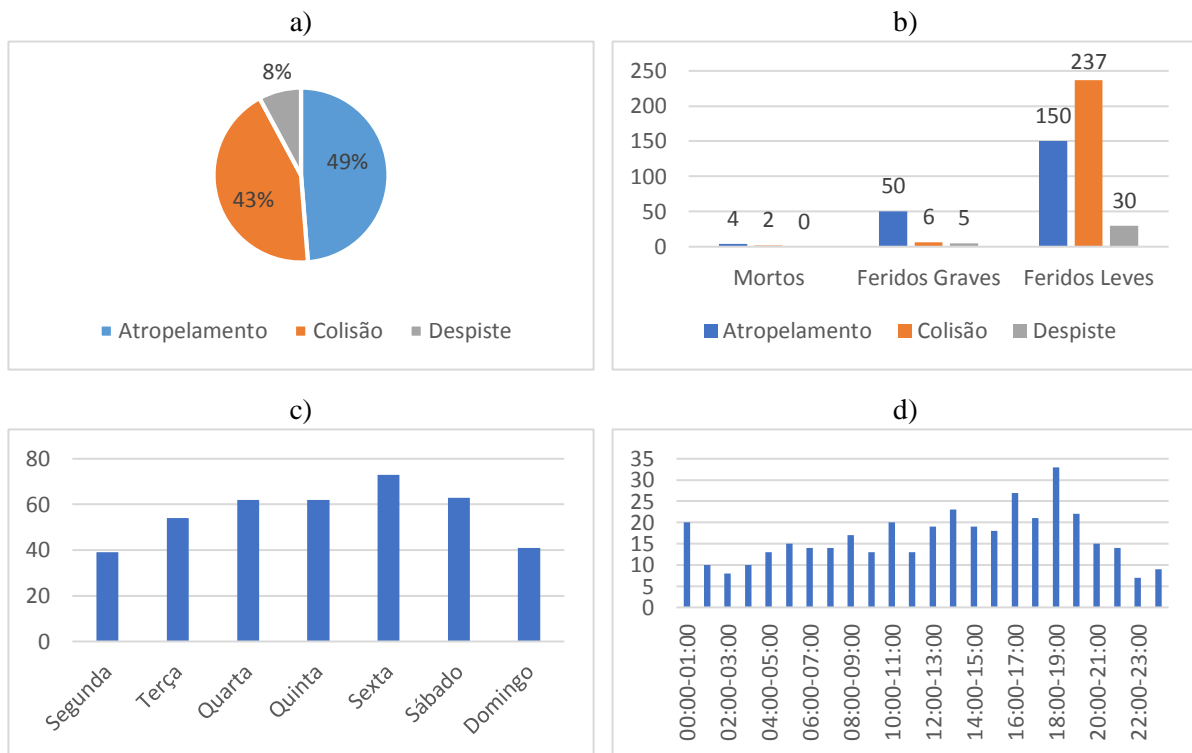 a)
8%
49%
43%
Atropelamento Colisão Despiste
b)
237
250
200
150
150
100
50
50
30
4 2 0
6 5
0
Mortos Feridos Graves Feridos Leves
Atropelamento Colisão Despiste
c)
80
60
40
20
0
Segunda
Terça
Quarta
Quinta
Sexta
Sábado
Domingo
d)
35
30
25
20
15
10
5
0
00:00-01:00
02:00-03:00
04:00-05:00
06:00-07:00
08:00-09:00
10:00-11:00
12:00-13:00
14:00-15:00
16:00-17:00
18:00-19:00
20:00-21:00
22:00-23:00